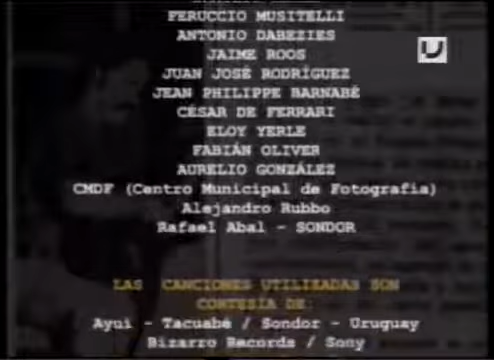 FERUCCIO MUSITELLI
ANTONIO DABEZIES
JAIME ROOS
JUAN JOSÉ RODRÍGUEZ
JEAN PHILIPPE BARNABÉ
CÉSAR DE FERRARI
ELOY YERLE
FABIÁN OLIVER
AURELIO GONZÁLEZ
CMDF (Centro Municipal de Fotografía)
Alejandro Rubbo
Rafael Abal - SONDOR
LAS CANCIONES UTILIZADAS SON
CORTESÍA DE:
Ayuí - Tacuabé / Sondor - Uruguay
Bizarro Records / Sony